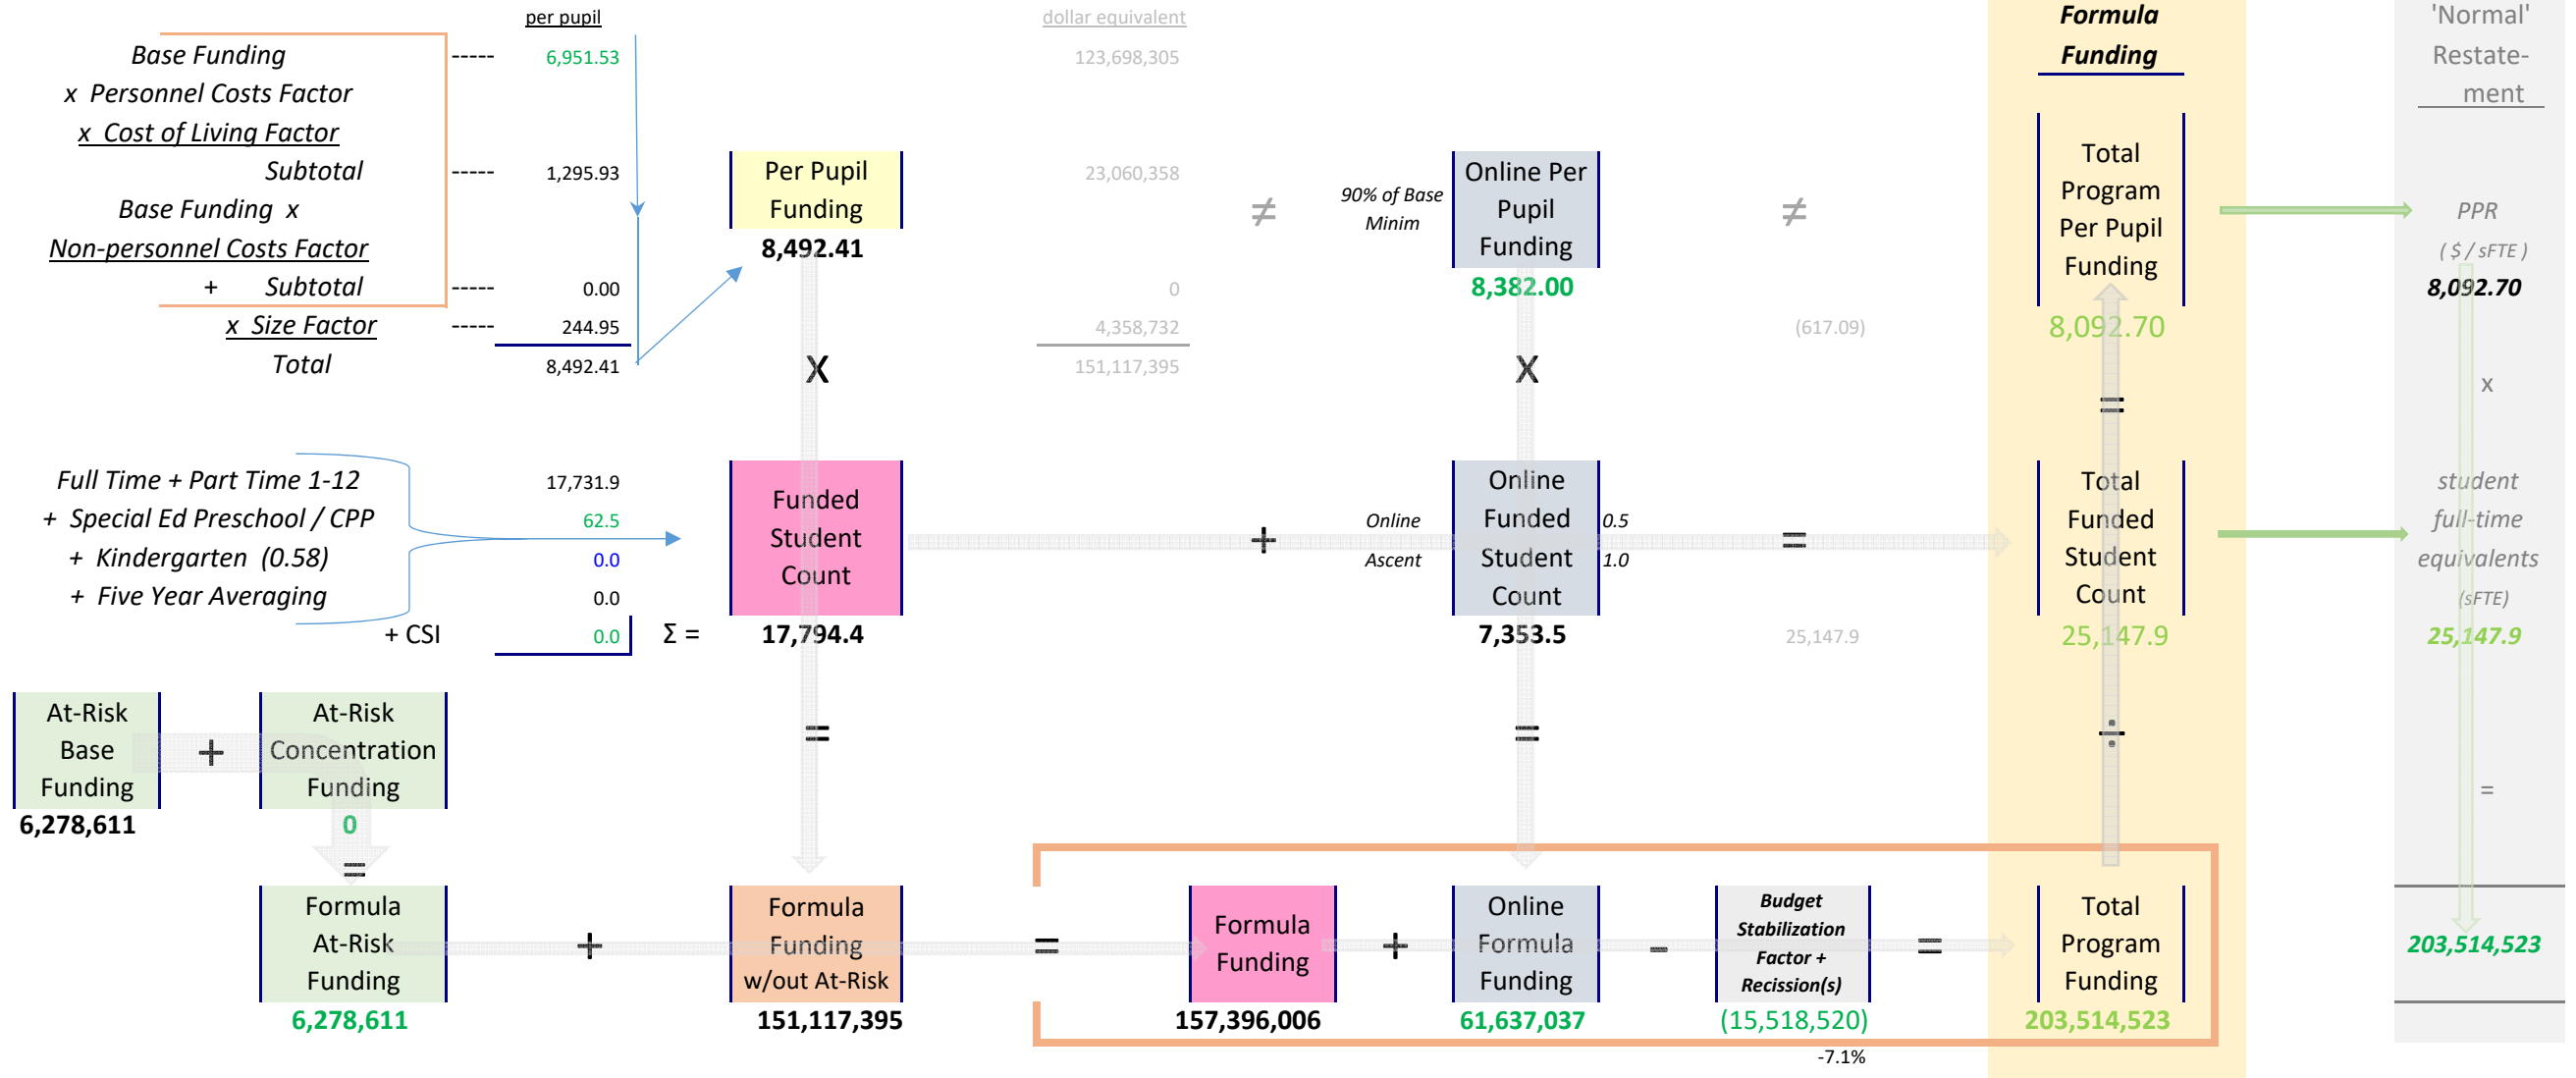 per pupil
dollar equivalent
Formula
Funding
'Normal'
Restate-
ment
Base Funding ----- 6,951.53
123,698,305
x Personnel Costs Factor
x Cost of Living Factor
Subtotal ----- 1,295.93
23,060,358
Base Funding x
Non-personnel Costs Factor
+ Subtotal ----- 0.00
0
x Size Factor ----- 244.95
4,358,732
(617.09)
Total 8,492.41
151,117,395
Per Pupil
Funding
8,492.41
≠
90% of Base
Minim
Online Per
Pupil
Funding
8,382.00
≠
Total
Program
Per Pupil
Funding
8,092.70
PPR
( $ / sFTE )
8,092.70
X
X
=
x
Full Time + Part Time 1-12 17,731.9
+ Special Ed Preschool / CPP 62.5
+ Kindergarten (0.58) 0.0
+ Five Year Averaging 0.0
+ CSI 0.0 Σ =
Funded
Student
Count
17,794.4
+
Online
Ascent
Online
Funded
Student
Count
7,353.5
0.5
1.0
=
25,147.9
Total
Funded
Student
Count
25,147.9
student
full-time
equivalents
(sFTE)
25,147.9
At-Risk
Base
Funding
6,278,611
+
At-Risk
Concentration
Funding
0
=
=
=
÷
=
Formula
At-Risk
Funding
6,278,611
+
Formula
Funding
w/out At-Risk
151,117,395
=
Formula
Funding
157,396,006
+
Online
Formula
Funding
61,637,037
-
Budget
Stabilization
Factor +
Recission(s)
(15,518,520)
-7.1%
=
Total
Program
Funding
203,514,523
203,514,523